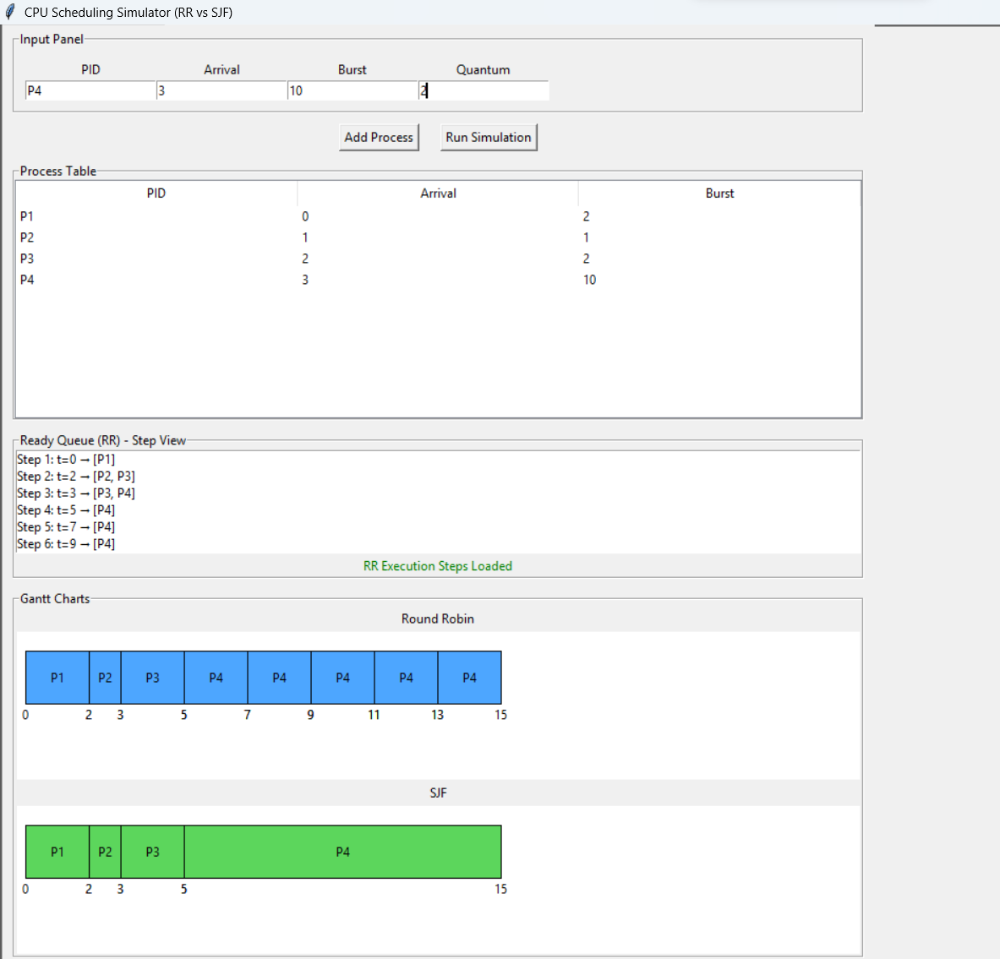 CPU Scheduling Simulator (RR vs SJF)
Input Panel
PID Arrival Burst Quantum
P4 3 10 2
Add Process Run Simulation
Process Table
PID Arrival Burst
P1 0 2
P2 1 1
P3 2 2
P4 3 10
Ready Queue (RR) - Step View
Step 1: t=0 → [P1]
Step 2: t=2 → [P2, P3]
Step 3: t=3 → [P3, P4]
Step 4: t=5 → [P4]
Step 5: t=7 → [P4]
Step 6: t=9 → [P4]
RR Execution Steps Loaded
Gantt Charts
Round Robin
P1 P2 P3 P4 P4 P4 P4 P4
0 2 3 5 7 9 11 13 15
SJF
P1 P2 P3 P4
0 2 3 5 15